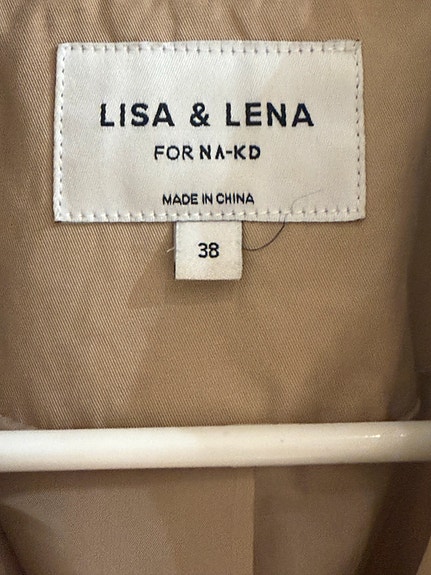 LISA & LENA
FOR NA-KD
MADE IN CHINA
38